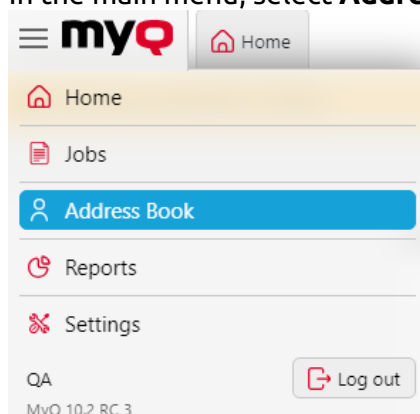 In the main menu, select Addre
myQ Home
Home
Jobs
Address Book
Reports
Settings
QA Log out
MyQ 10.2 RC 3